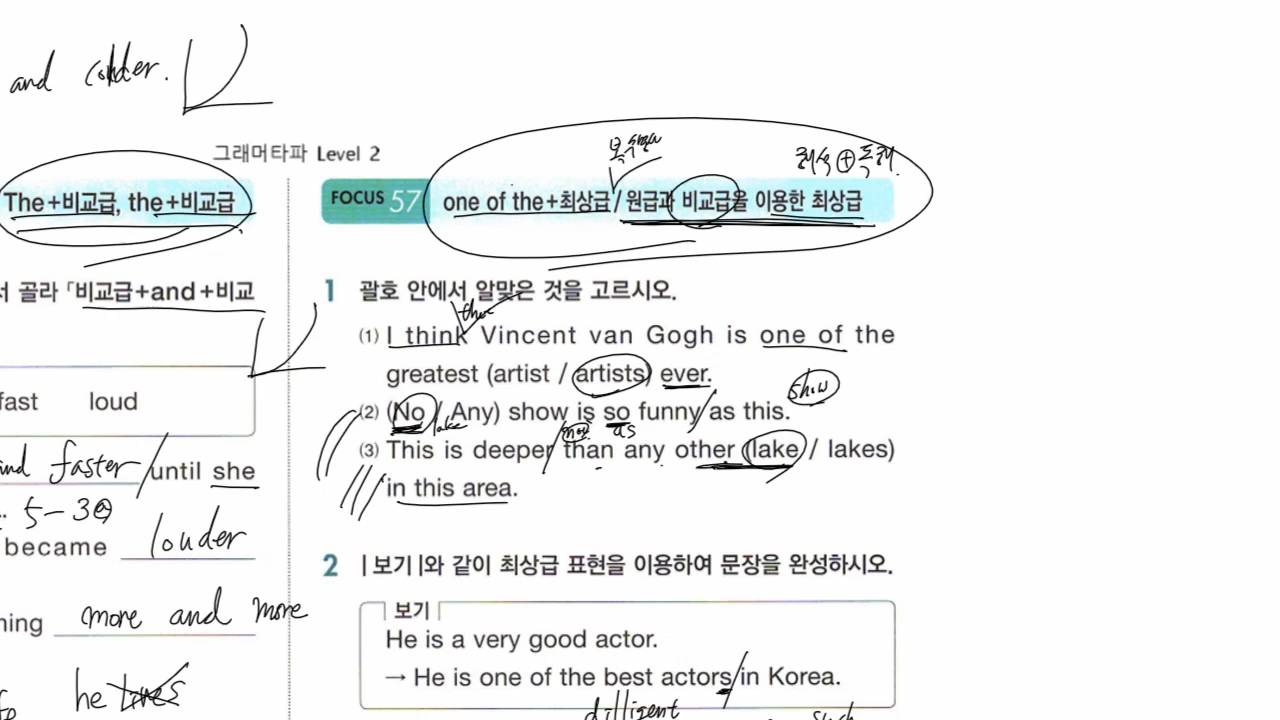 and colder.
그래머타파 Level 2
The+비교급, the+비교급
서 골라 「비교급+and+비교
fast loud
and faster until she
5-3
became louder
ning more and more
he lives
복수명사
해석 + 독해
FOCUS 57 one of the+최상급/원급과 비교급을 이용한 최상급
1 괄호 안에서 알맞은 것을 고르시오.
that
(1) I think Vincent van Gogh is one of the
greatest (artist / artists) ever.
show
(2) (No / Any) show is so funny as this.
lake as
(3) This is deeper than any other (lake / lakes)
in this area.
2 |보기|와 같이 최상급 표현을 이용하여 문장을 완성하시오.
보기
He is a very good actor.
→ He is one of the best actors in Korea.
dilligent such